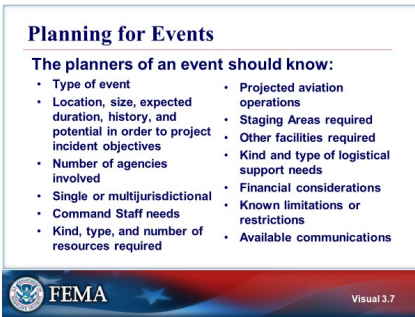 Planning for Events
The planners of an event should know:
• Type of event
• Location, size, expected
duration, history, and
potential in order to project
incident objectives
• Number of agencies
involved
• Single or multijurisdictional
• Command Staff needs
• Kind, type, and number of
resources required
• Projected aviation
operations
• Staging Areas required
• Other facilities required
• Kind and type of logistical
support needs
• Financial considerations
• Known limitations or
restrictions
• Available communications
FEMA
Visual 3.7